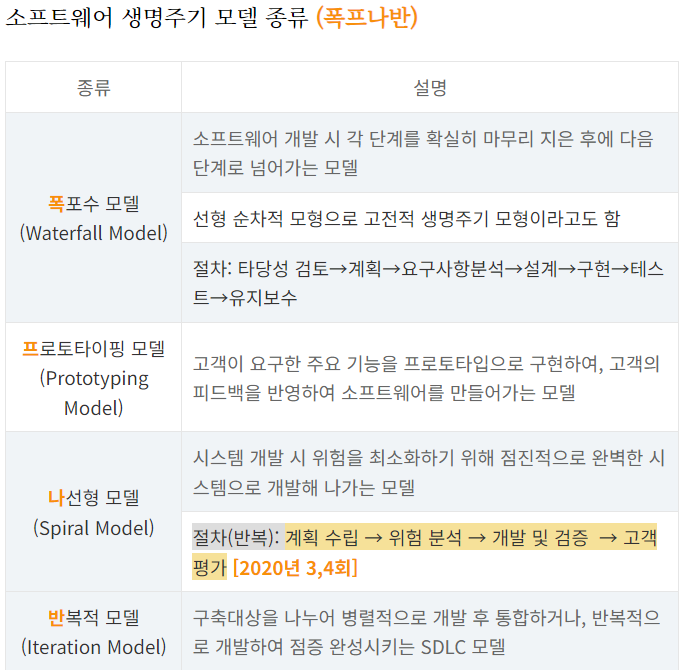 소프트웨어 생명주기 모델 종류 (폭프나반)
종류
설명
폭포수 모델
(Waterfall Model)
소프트웨어 개발 시 각 단계를 확실히 마무리 지은 후에 다음
단계로 넘어가는 모델
선형 순차적 모형으로 고전적 생명주기 모형이라고도 함
절차: 타당성 검토→계획→요구사항분석→설계→구현→테스
트→유지보수
프로토타이핑 모델
(Prototyping
Model)
고객이 요구한 주요 기능을 프로토타입으로 구현하여, 고객의
피드백을 반영하여 소프트웨어를 만들어가는 모델
나선형 모델
(Spiral Model)
시스템 개발 시 위험을 최소화하기 위해 점진적으로 완벽한 시
스템으로 개발해 나가는 모델
절차(반복): 계획 수립 → 위험 분석 → 개발 및 검증 → 고객
평가 [2020년 3,4회]
반복적 모델
(Iteration Model)
구축대상을 나누어 병렬적으로 개발 후 통합하거나, 반복적으
로 개발하여 점증 완성시키는 SDLC 모델